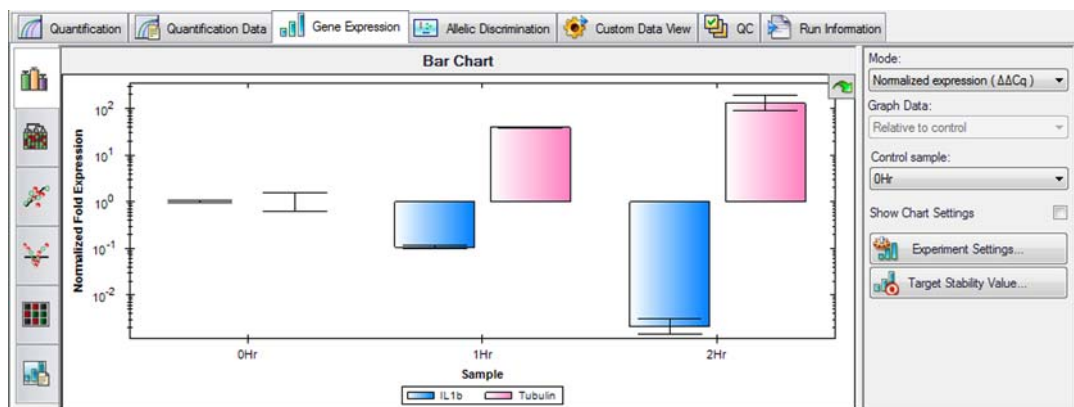 Quantification Quantification Data Gene Expression Allelic Discrimination Custom Data View QC Run Information
Bar Chart
Normalized Fold Expression
10²
10¹
10⁰
10⁻¹
10⁻²
0Hr 1Hr 2Hr
Sample
IL1b Tubulin
Mode:
Normalized expression ( ΔΔCq )
Graph Data:
Relative to control
Control sample:
0Hr
Show Chart Settings
Experiment Settings...
Target Stability Value...